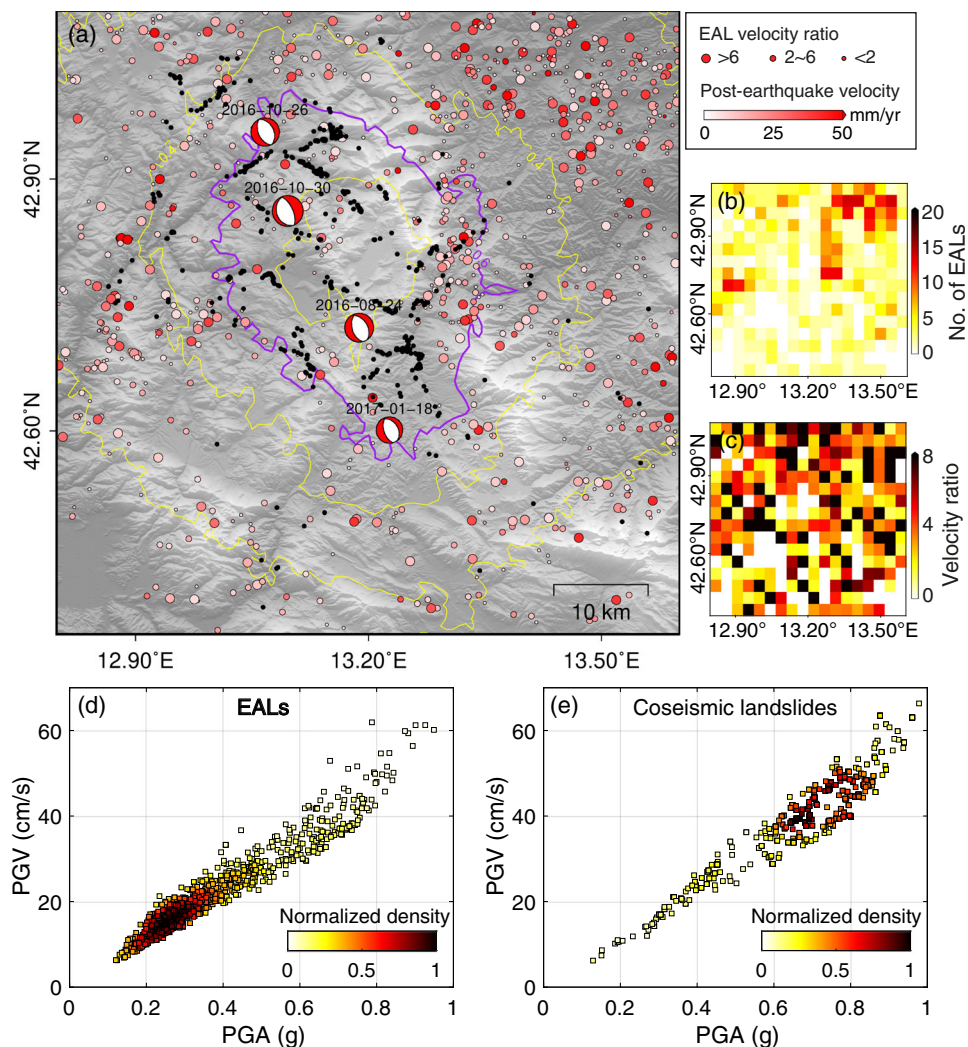 (a)
EAL velocity ratio
>6 2~6 <2
Post-earthquake velocity
0 25 50 mm/yr
2016-10-26
2016-10-30
2016-08-24
2017-01-18
0.4
42.90°N
42.60°N
10 km
12.90°E 13.20°E 13.50°E
(b)
42.90°N
42.60°N
12.90° 13.20° 13.50°E
20
15
10
5
0
No. of EALs
(c)
42.90°N
42.60°N
12.90° 13.20° 13.50°E
8
4
0
Velocity ratio
(d) EALs
60
40
20
0
PGV (cm/s)
Normalized density
0 0.5 1
0 0.2 0.4 0.6 0.8 1
PGA (g)
(e) Coseismic landslides
60
40
20
0
PGV (cm/s)
Normalized density
0 0.5 1
0 0.2 0.4 0.6 0.8 1
PGA (g)